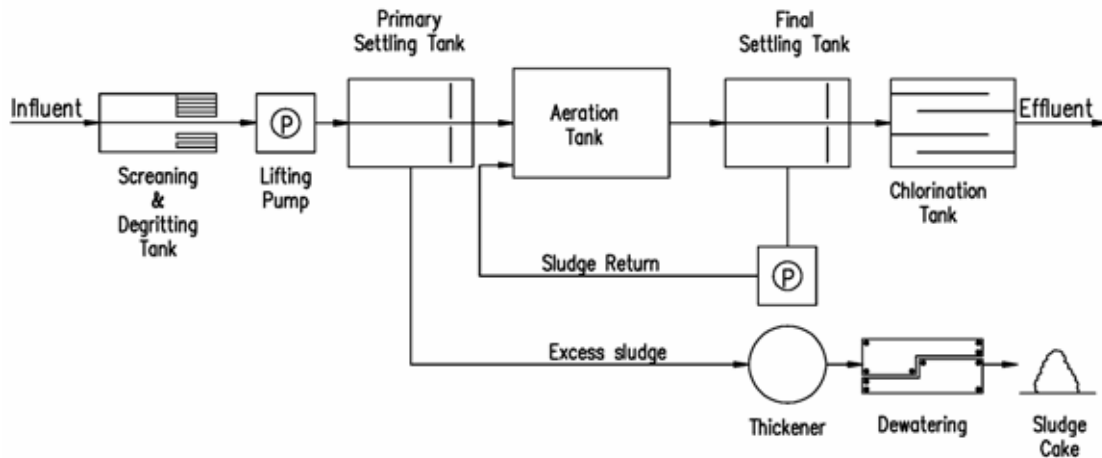 Primary
Settling Tank
Final
Settling Tank
Influent
P
Aeration
Tank
Effluent
Screaning
&
Degritting
Tank
Lifting
Pump
Chlorination
Tank
Sludge Return
P
Excess sludge
Thickener
Dewatering
Sludge
Cake